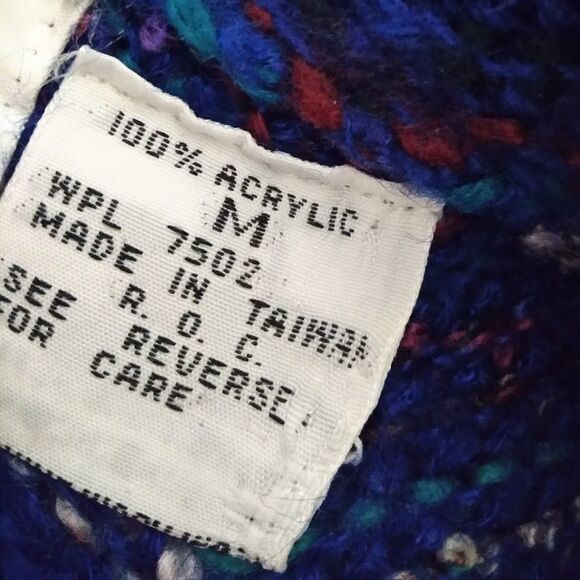 100% ACRYLIC
M
WPL 7502
MADE IN TAIWAN
R. O. C.
SEE REVERSE
FOR CARE